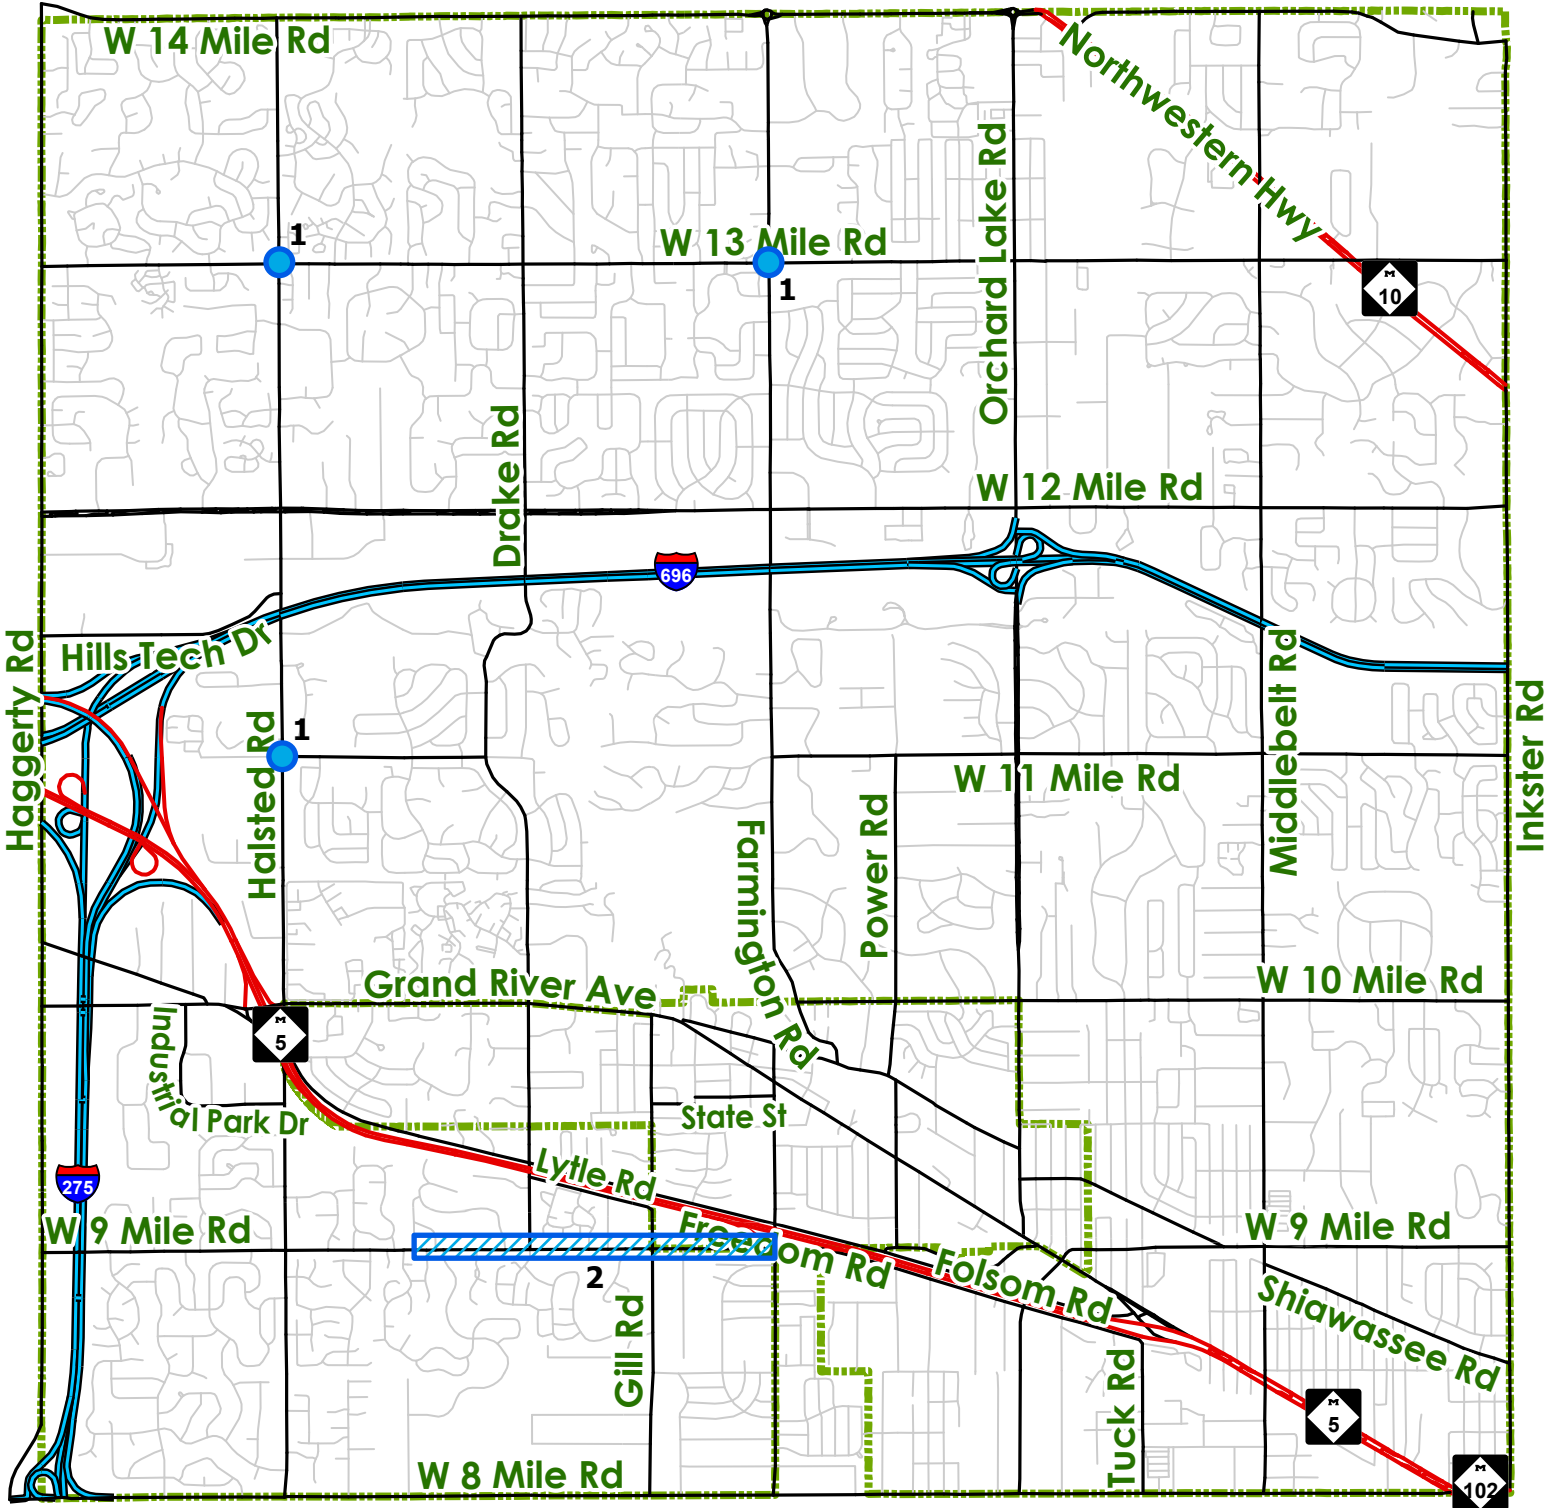 W 14 Mile Rd
Northwestern Hwy
Orchard Lake Rd
1
W 13 Mile Rd
1
M
10
Drake Rd
W 12 Mile Rd
696
Hills Tech Dr
Haggerty Rd
Halsted Rd
1
Middlebelt Rd
Inkster Rd
W 11 Mile Rd
Farmington Rd
Power Rd
Grand River Ave
W 10 Mile Rd
M
5
Industrial Park Dr
State St
Lytle Rd
275
W 9 Mile Rd
Freedom Rd
W 9 Mile Rd
2
Folsom Rd
Shiawassee Rd
Gill Rd
Tuck Rd
M
5
W 8 Mile Rd
M
102